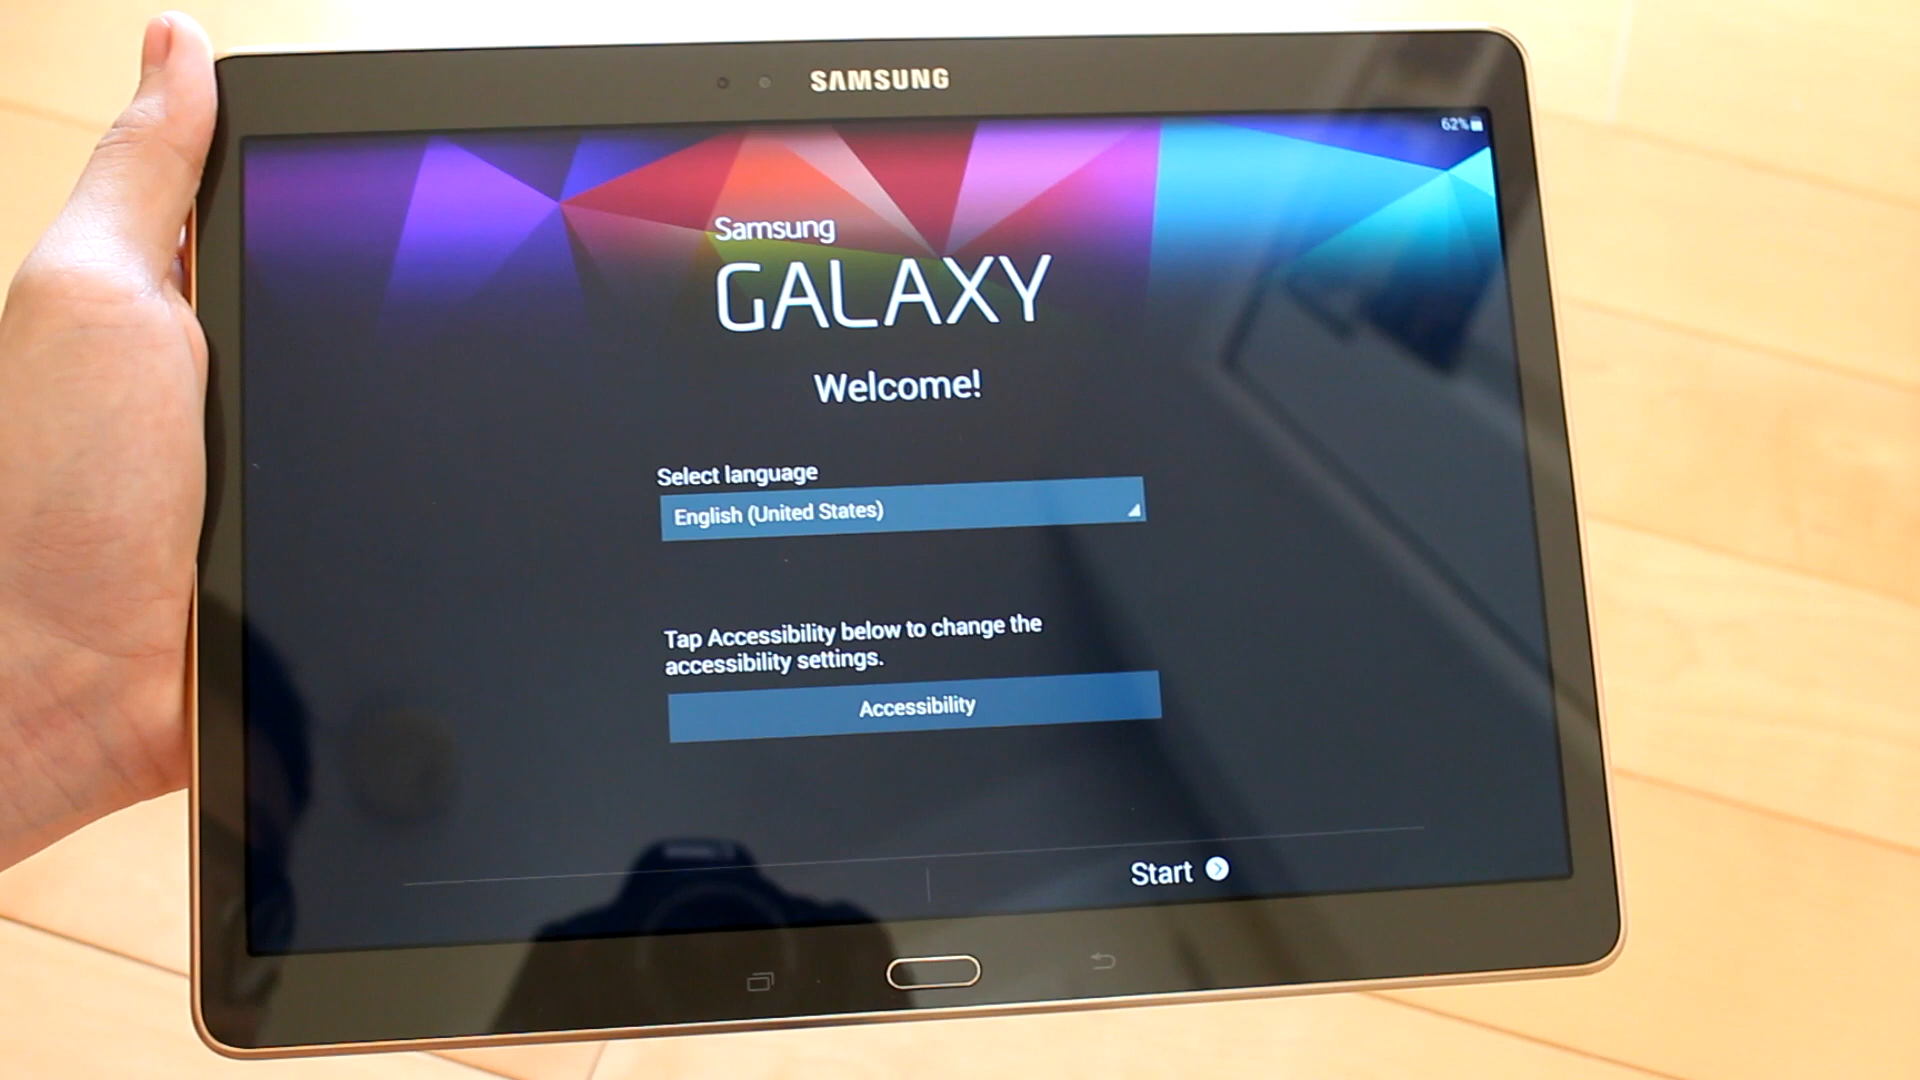 SAMSUNG
62%
Samsung
GALAXY
Welcome!
Select language
English (United States)
Tap Accessibility below to change the
accessibility settings.
Accessibility
Start